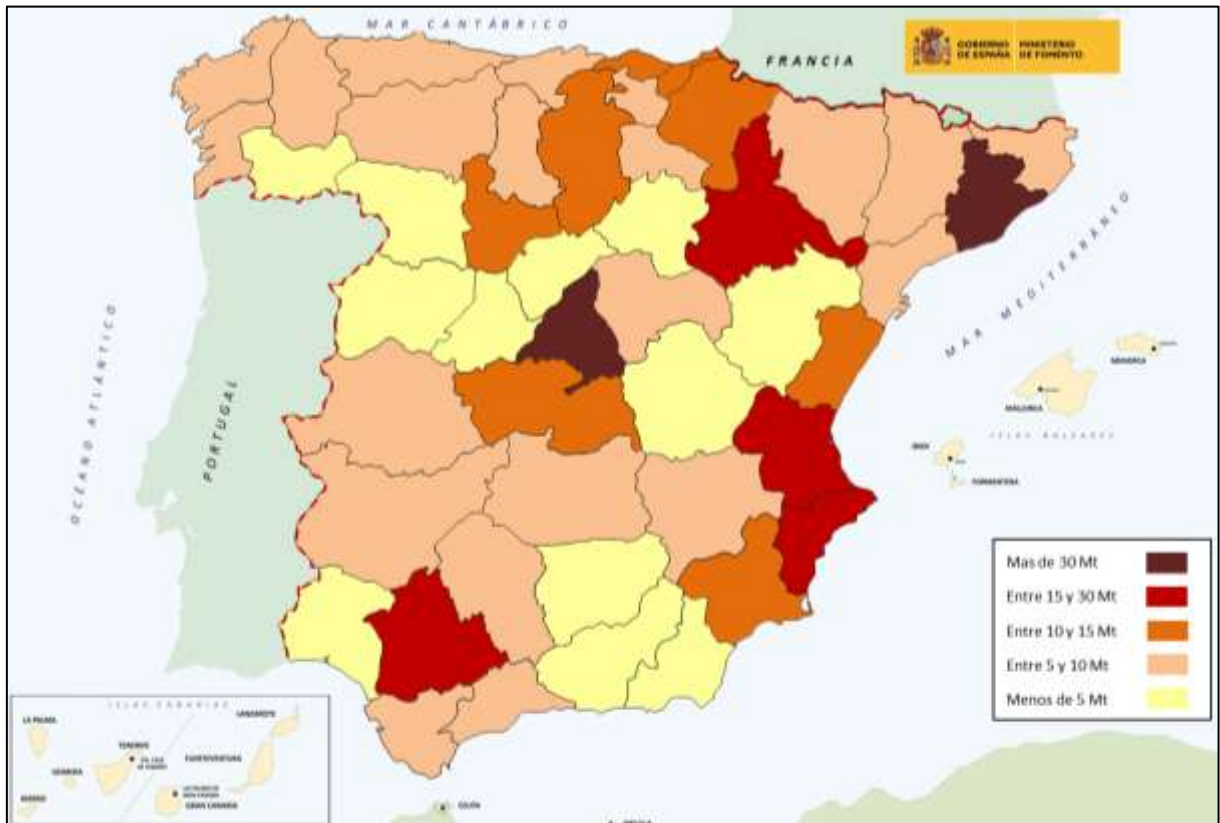 MAR CANTÁBRICO
FRANCIA
GOBIERNO
DE ESPAÑA
MINISTERIO
DE FOMENTO
OCÉANO ATLÁNTICO
PORTUGAL
MAR MEDITERRANEO
MENORCA
MALLORCA
ISLAS BALEARES
IBIZA
FORMENTERA
Mas de 30 Mt
Entre 15 y 30 Mt
Entre 10 y 15 Mt
Entre 5 y 10 Mt
Menos de 5 Mt
ISLAS CANARIAS
LA PALMA
LANZAROTE
TENERIFE
GOMERA
FUERTEVENTURA
HIERRO
GRAN CANARIA
CEUTA